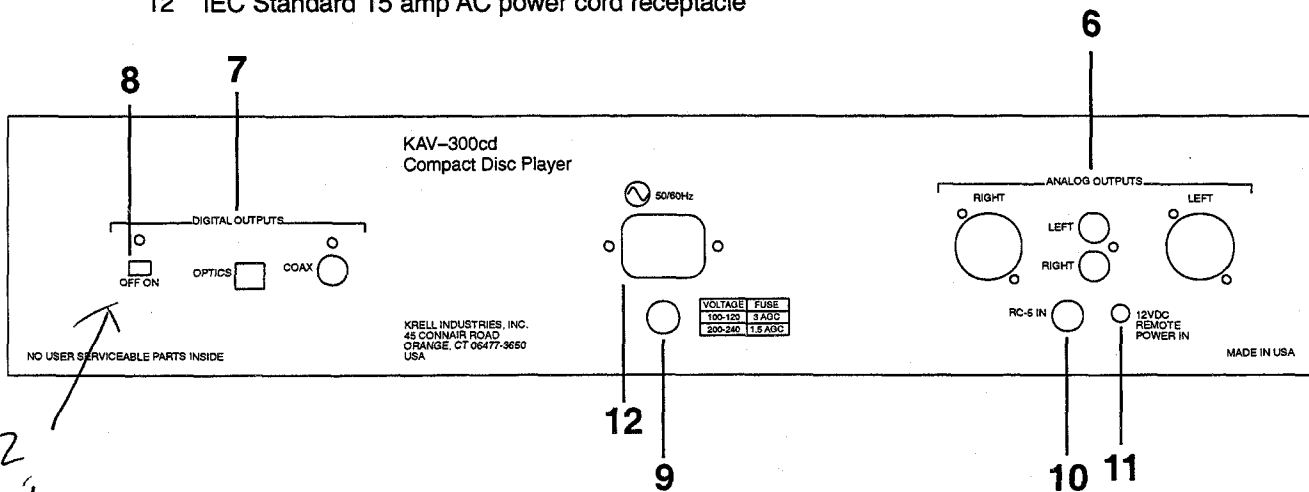 12 IEC Standard 15 amp AC power cord receptacle
6
8
7
KAV–300cd
Compact Disc Player
50/60Hz
ANALOG OUTPUTS
RIGHT
LEFT
DIGITAL OUTPUTS
LEFT
OPTICS
COAX
RIGHT
OFF ON
VOLTAGE FUSE
100-120 3 AGC
200-240 1.5 AGC
RC-5 IN
12VDC
REMOTE
POWER IN
KRELL INDUSTRIES, INC.
45 CONNAIR ROAD
ORANGE, CT 06477-3650
USA
NO USER SERVICEABLE PARTS INSIDE
MADE IN USA
12
9
10
11